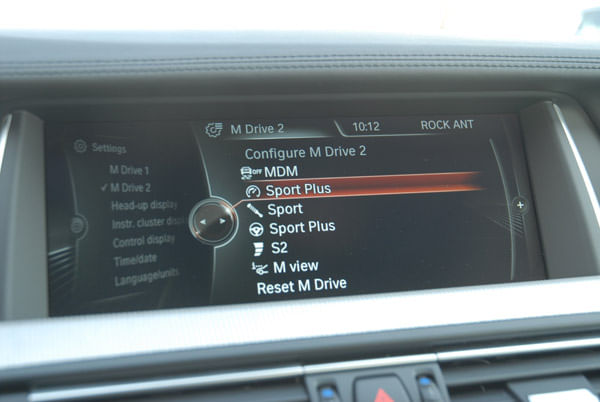 M Drive 2
10:12
ROCK ANT
Settings
M Drive 1
M Drive 2
Head-up display
Instr. cluster
Control display
Time/date
Language/units
Configure M Drive 2
OFF MDM
Sport Plus
Sport
Sport Plus
S2
M view
Reset M Drive